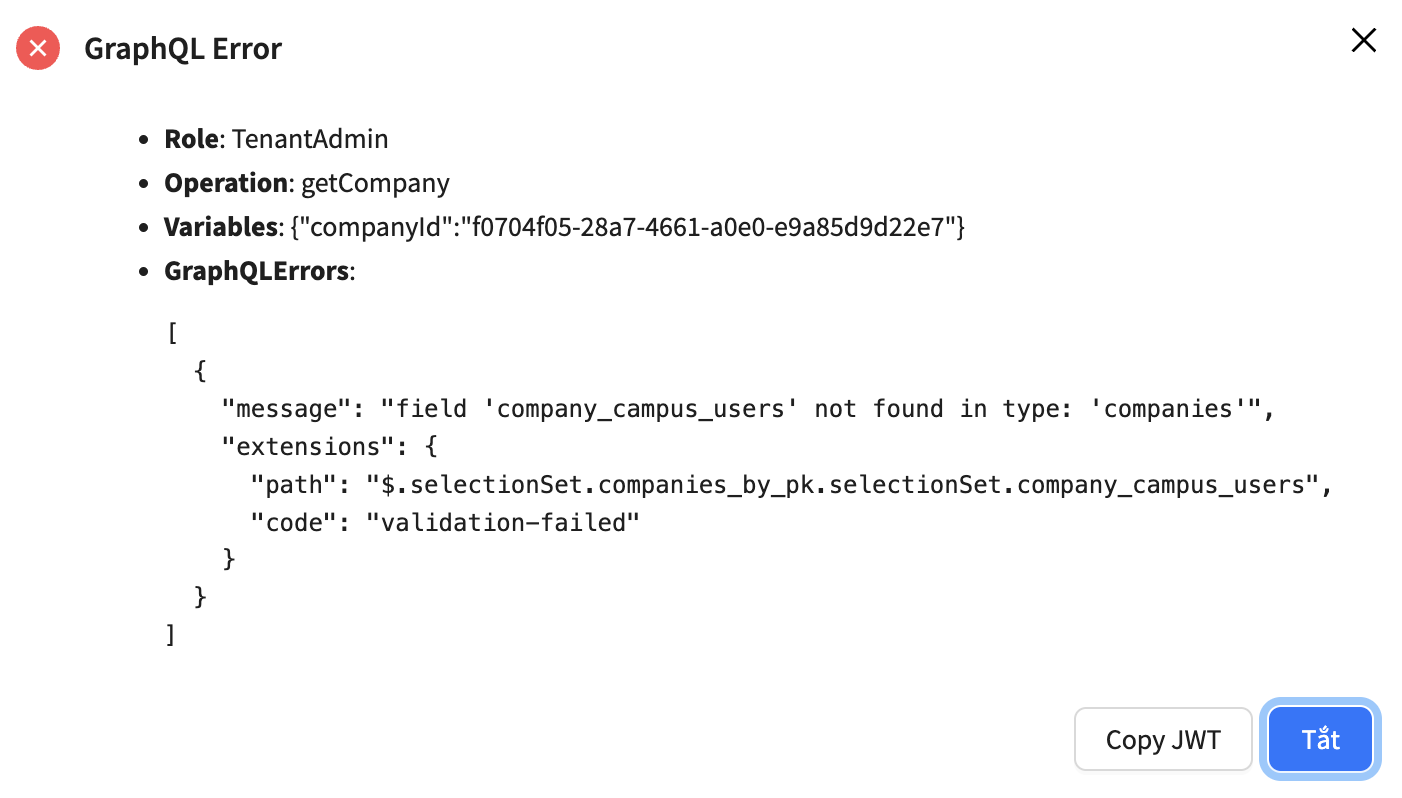 GraphQL Error
• Role: TenantAdmin
• Operation: getCompany
• Variables: {"companyId":"f0704f05-28a7-4661-a0e0-e9a85d9d22e7"}
• GraphQLErrors:
[
  {
    "message": "field 'company_campus_users' not found in type: 'companies'",
    "extensions": {
      "path": "$.selectionSet.companies_by_pk.selectionSet.company_campus_users",
      "code": "validation-failed"
    }
  }
]
Copy JWT
Tắt